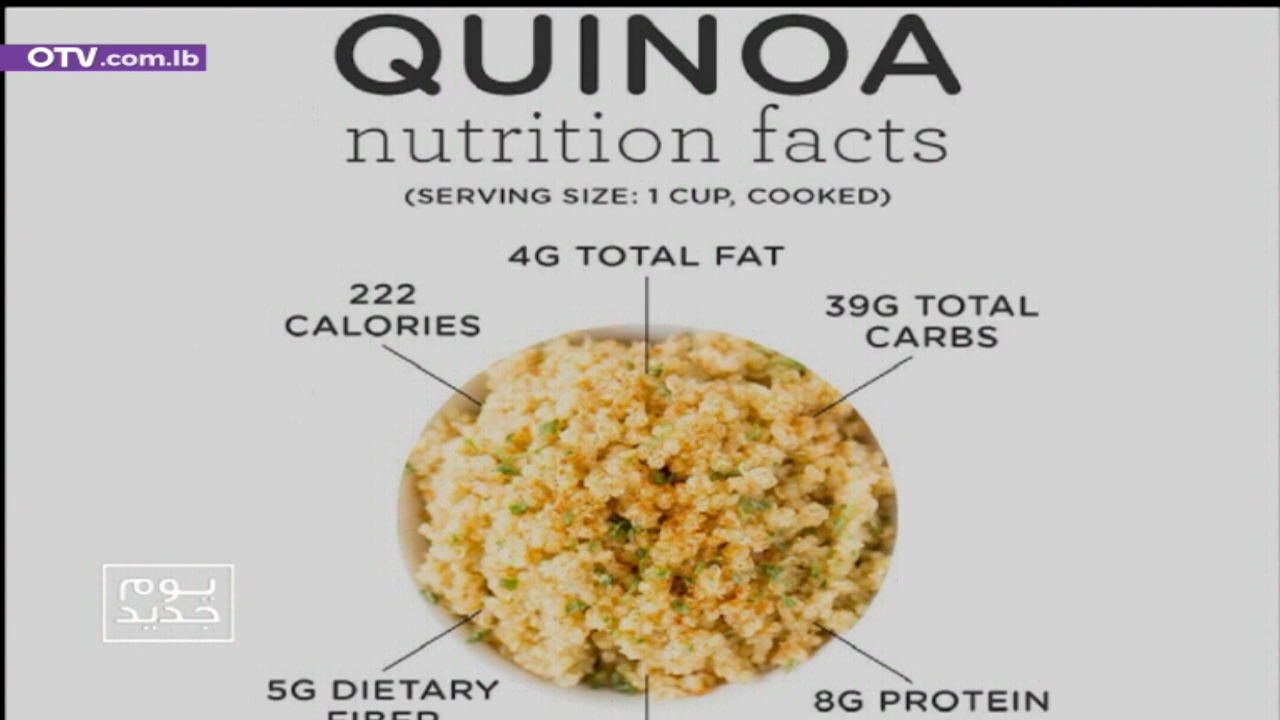 QUINOA
OTV.com.lb
nutrition facts
(SERVING SIZE: 1 CUP, COOKED)
4G TOTAL FAT
222
CALORIES
39G TOTAL
CARBS
يوم
جديد
5G DIETARY
FIBER
8G PROTEIN